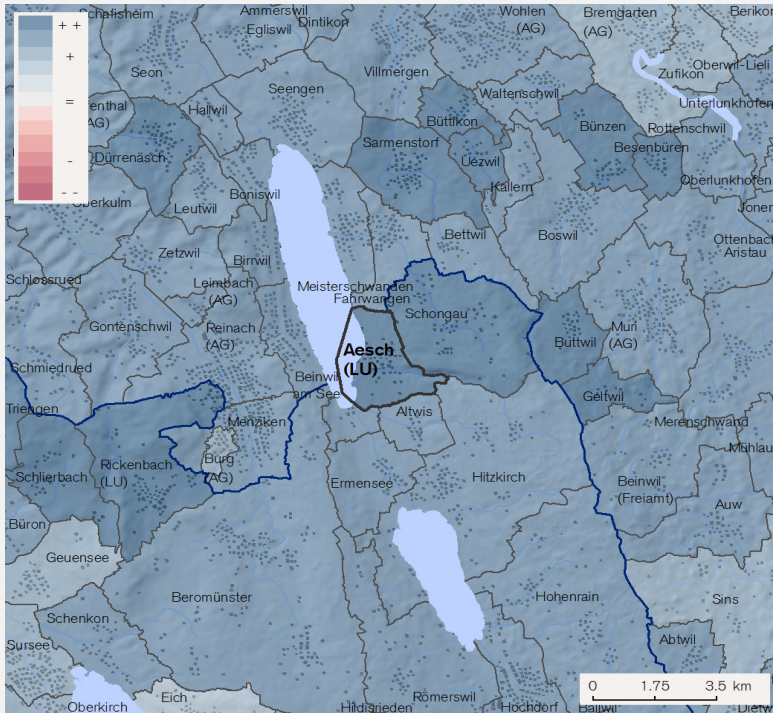 Schafisheim
Ammerswil
Egliswil
Dintikon
Wohlen
(AG)
Bremgarten
(AG)
Berikon
+ +
+
=
-
- -
Seon
Seengen
Villmergen
Waltenschwil
Oberwil-Lieli
Zufikon
Unterlunkhofen
Hallwil
(AG)
Büttikon
Bünzen
Rottenschwil
Dürrenäsch
Sarmenstorf
Uezwil
Besenbüren
Boniswil
Kallern
Oberlunkhofen
Leutwil
Oberkulm
Jonen
Bettwil
Boswil
Ottenbach
Aristau
Zetzwil
Birrwil
Schlossrued
Leimbach
(AG)
Meisterschwanden
Fahrwangen
Schongau
Gontenschwil
Reinach
(AG)
Muri
(AG)
Buttwil
Aesch
(LU)
Schmiedrued
Beinwil
am See
Geltwil
Triengen
Menziken
Altwis
Merenschwand
Mühlau
Rickenbach
(LU)
Burg
(AG)
Schlierbach
Ermensee
Hitzkirch
Beinwil
(Freiamt)
Auw
Büron
Geuensee
Beromünster
Hohenrain
Sins
Schenkon
Abtwil
Sursee
Eich
Oberkirch
Hildisrieden
Römerswil
Hochdorf
Ballwil
0
1.75
3.5 km